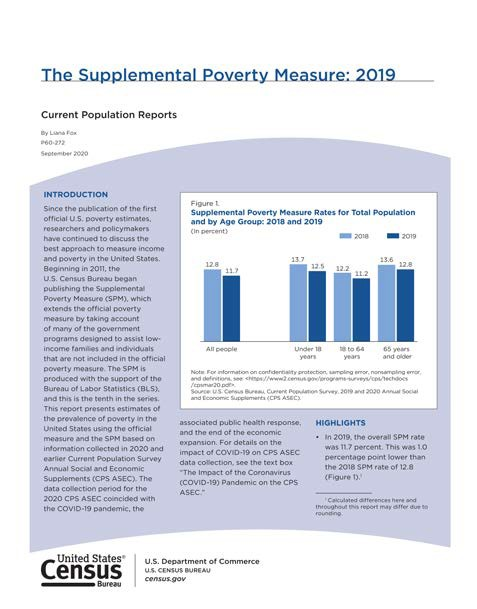 The Supplemental Poverty Measure: 2019
Current Population Reports
By Liana Fox
P60-272
September 2020
INTRODUCTION
Since the publication of the first
official U.S. poverty estimates,
researchers and policymakers
have continued to discuss the
best approach to measure income
and poverty in the United States.
Beginning in 2011, the
U.S. Census Bureau began
publishing the Supplemental
Poverty Measure (SPM), which
extends the official poverty
measure by taking account
of many of the government
programs designed to assist low-
income families and individuals
that are not included in the official
poverty measure. The SPM is
produced with the support of the
Bureau of Labor Statistics (BLS),
and this is the tenth in the series.
This report presents estimates of
the prevalence of poverty in the
United States using the official
measure and the SPM based on
information collected in 2020 and
earlier Current Population Survey
Annual Social and Economic
Supplements (CPS ASEC). The
data collection period for the
2020 CPS ASEC coincided with
the COVID-19 pandemic, the
Figure 1.
Supplemental Poverty Measure Rates for Total Population
and by Age Group: 2018 and 2019
(In percent)
2018 2019
12.8 11.7 13.7 12.5 12.2 11.2 13.6 12.8
All people
Under 18
years
18 to 64
years
65 years
and older
Note: For information on confidentiality protection, sampling error, nonsampling error,
and definitions, see <https://www2.census.gov/programs-surveys/cps/techdocs
/cpsmar20.pdf>.
Source: U.S. Census Bureau, Current Population Survey, 2019 and 2020 Annual Social
and Economic Supplements (CPS ASEC).
associated public health response,
and the end of the economic
expansion. For details on the
impact of COVID-19 on CPS ASEC
data collection, see the text box
"The Impact of the Coronavirus
(COVID-19) Pandemic on the CPS
ASEC."
HIGHLIGHTS
• In 2019, the overall SPM rate
was 11.7 percent. This was 1.0
percentage point lower than
the 2018 SPM rate of 12.8
(Figure 1).¹
¹ Calculated differences here and
throughout this report may differ due to
rounding.
United States®
Census
Bureau
U.S. Department of Commerce
U.S. CENSUS BUREAU
census.gov